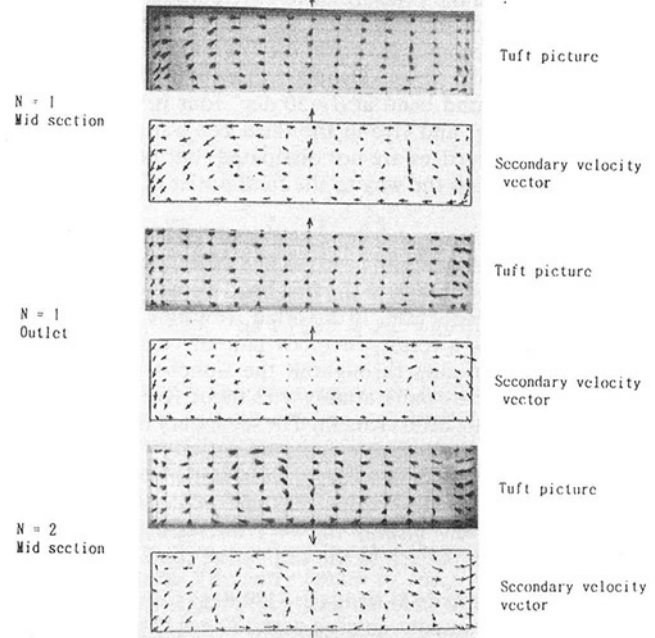 Tuft picture
N = 1
Mid section
Secondary velocity
vector
Tuft picture
N = 1
Outlet
Secondary velocity
vector
Tuft picture
N = 2
Mid section
Secondary velocity
vector